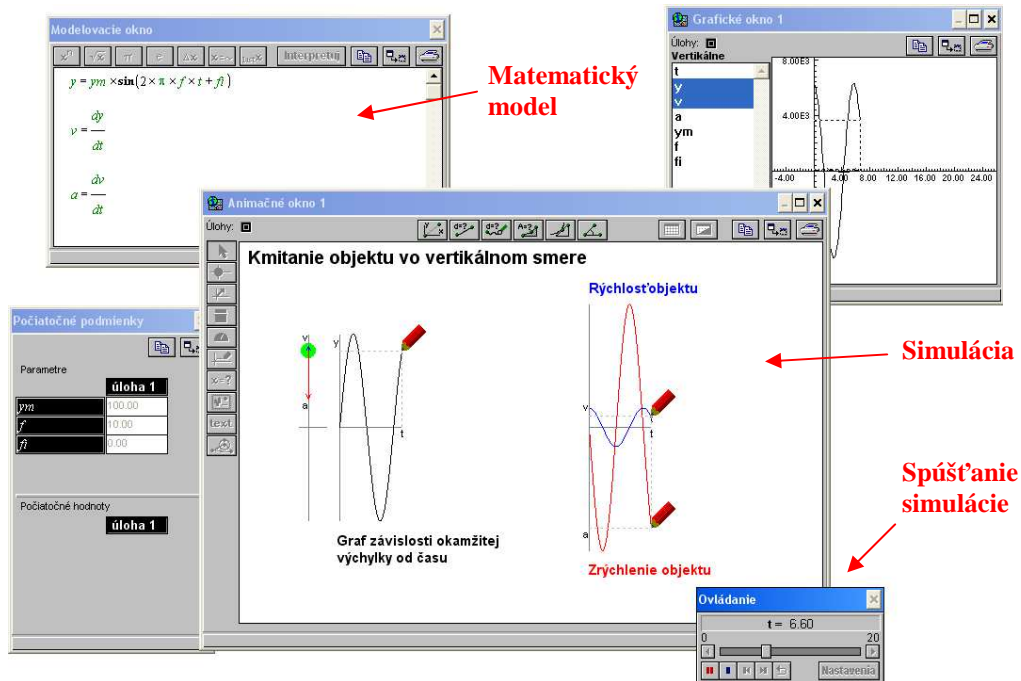 Modelovacie okno
xⁿ √x π e Δx x=~ Interpretuj
y = ym × sin(2 × π × f × t + fi)
v = dy/dt
a = dv/dt
Matematický
model
Grafické okno 1
Úlohy:
Vertikálne
t
y
v
a
ym
f
fi
8.00E3
4.00E3
-4.00 4.00 8.00 12.00 16.00 20.00 24.00
Animačné okno 1
Úlohy:
x=?
text
Kmitanie objektu vo vertikálnom smere
v
a
y
t
Graf závislosti okamžitej
výchylky od času
Rýchlosťobjektu
v
t
a
Zrýchlenie objektu
Simulácia
Počiatočné podmienky
Parametre
úloha 1
ym 100.00
f 10.00
fi 0.00
Počiatočné hodnoty
úloha 1
Spúšťanie
simulácie
Ovládanie
t = 6.60
0 20
Nastavenia